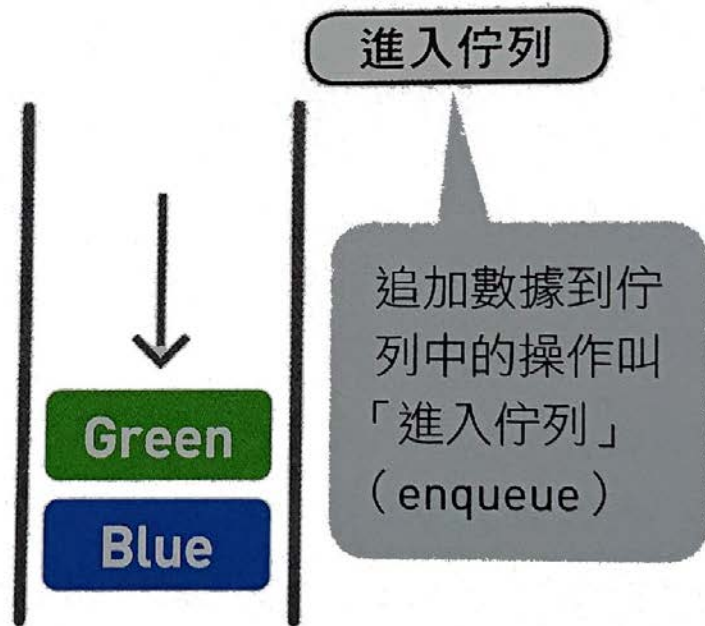 進入佇列
追加數據到佇
列中的操作叫
「進入佇列」
（enqueue）
Green
Blue